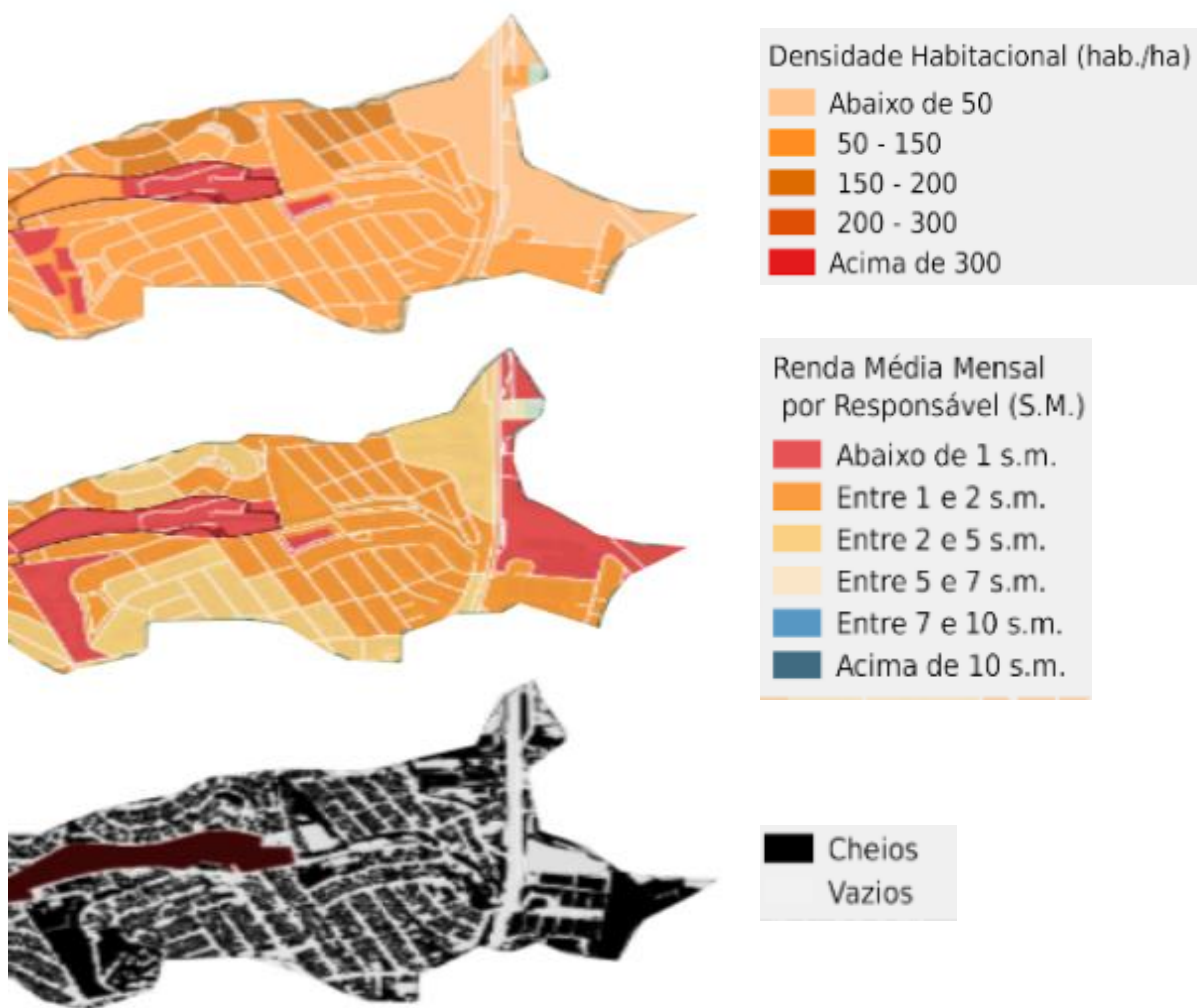 Densidade Habitacional (hab./ha)
Abaixo de 50
50 - 150
150 - 200
200 - 300
Acima de 300
Renda Média Mensal
por Responsável (S.M.)
Abaixo de 1 s.m.
Entre 1 e 2 s.m.
Entre 2 e 5 s.m.
Entre 5 e 7 s.m.
Entre 7 e 10 s.m.
Acima de 10 s.m.
Cheios
Vazios